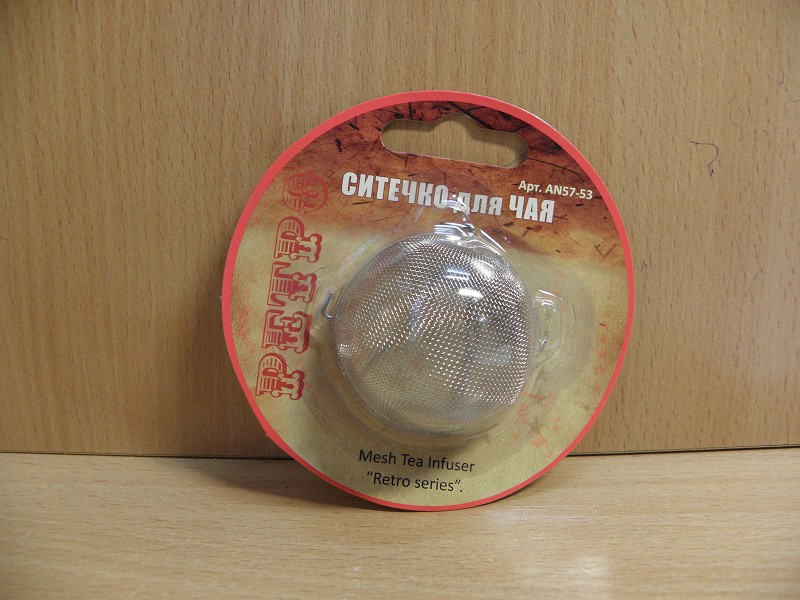 Арт. AN57-53
СИТЕЧКО для ЧАЯ
РЕТРО
Mesh Tea Infuser
“Retro series”.